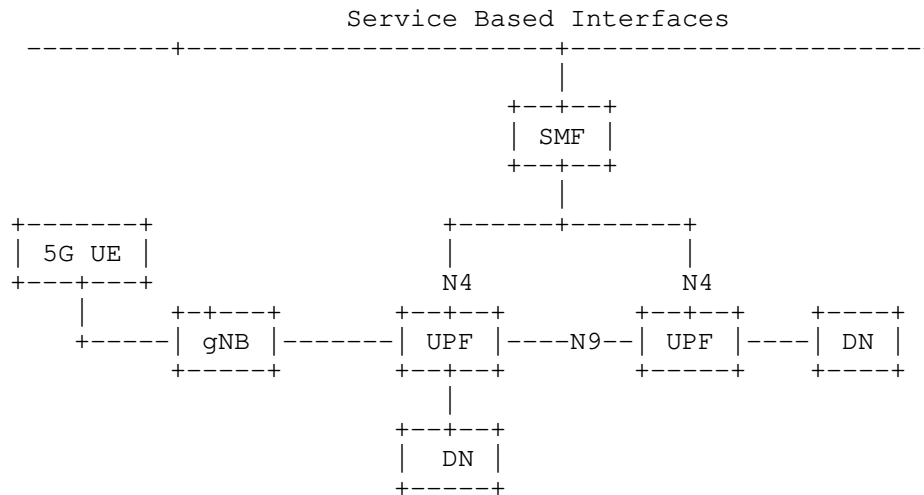 Service Based Interfaces
SMF
5G UE
N4 N4
gNB UPF N9 UPF DN
DN